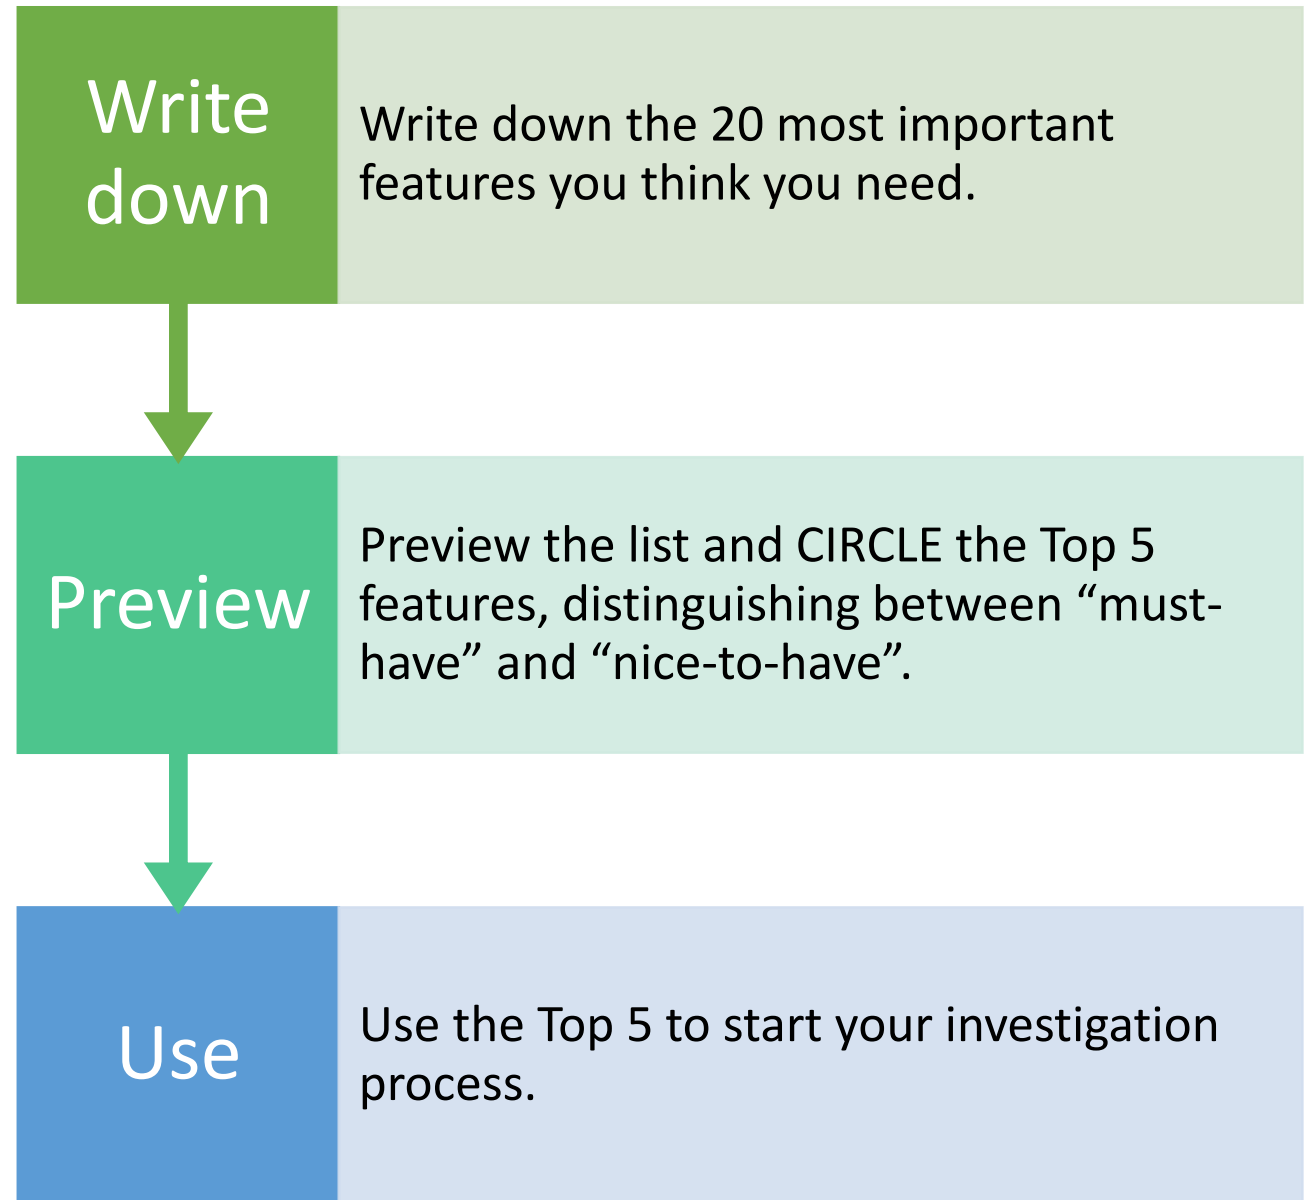 Write
down
Write down the 20 most important
features you think you need.
Preview
Preview the list and CIRCLE the Top 5
features, distinguishing between “must-
have” and “nice-to-have”.
Use
Use the Top 5 to start your investigation
process.